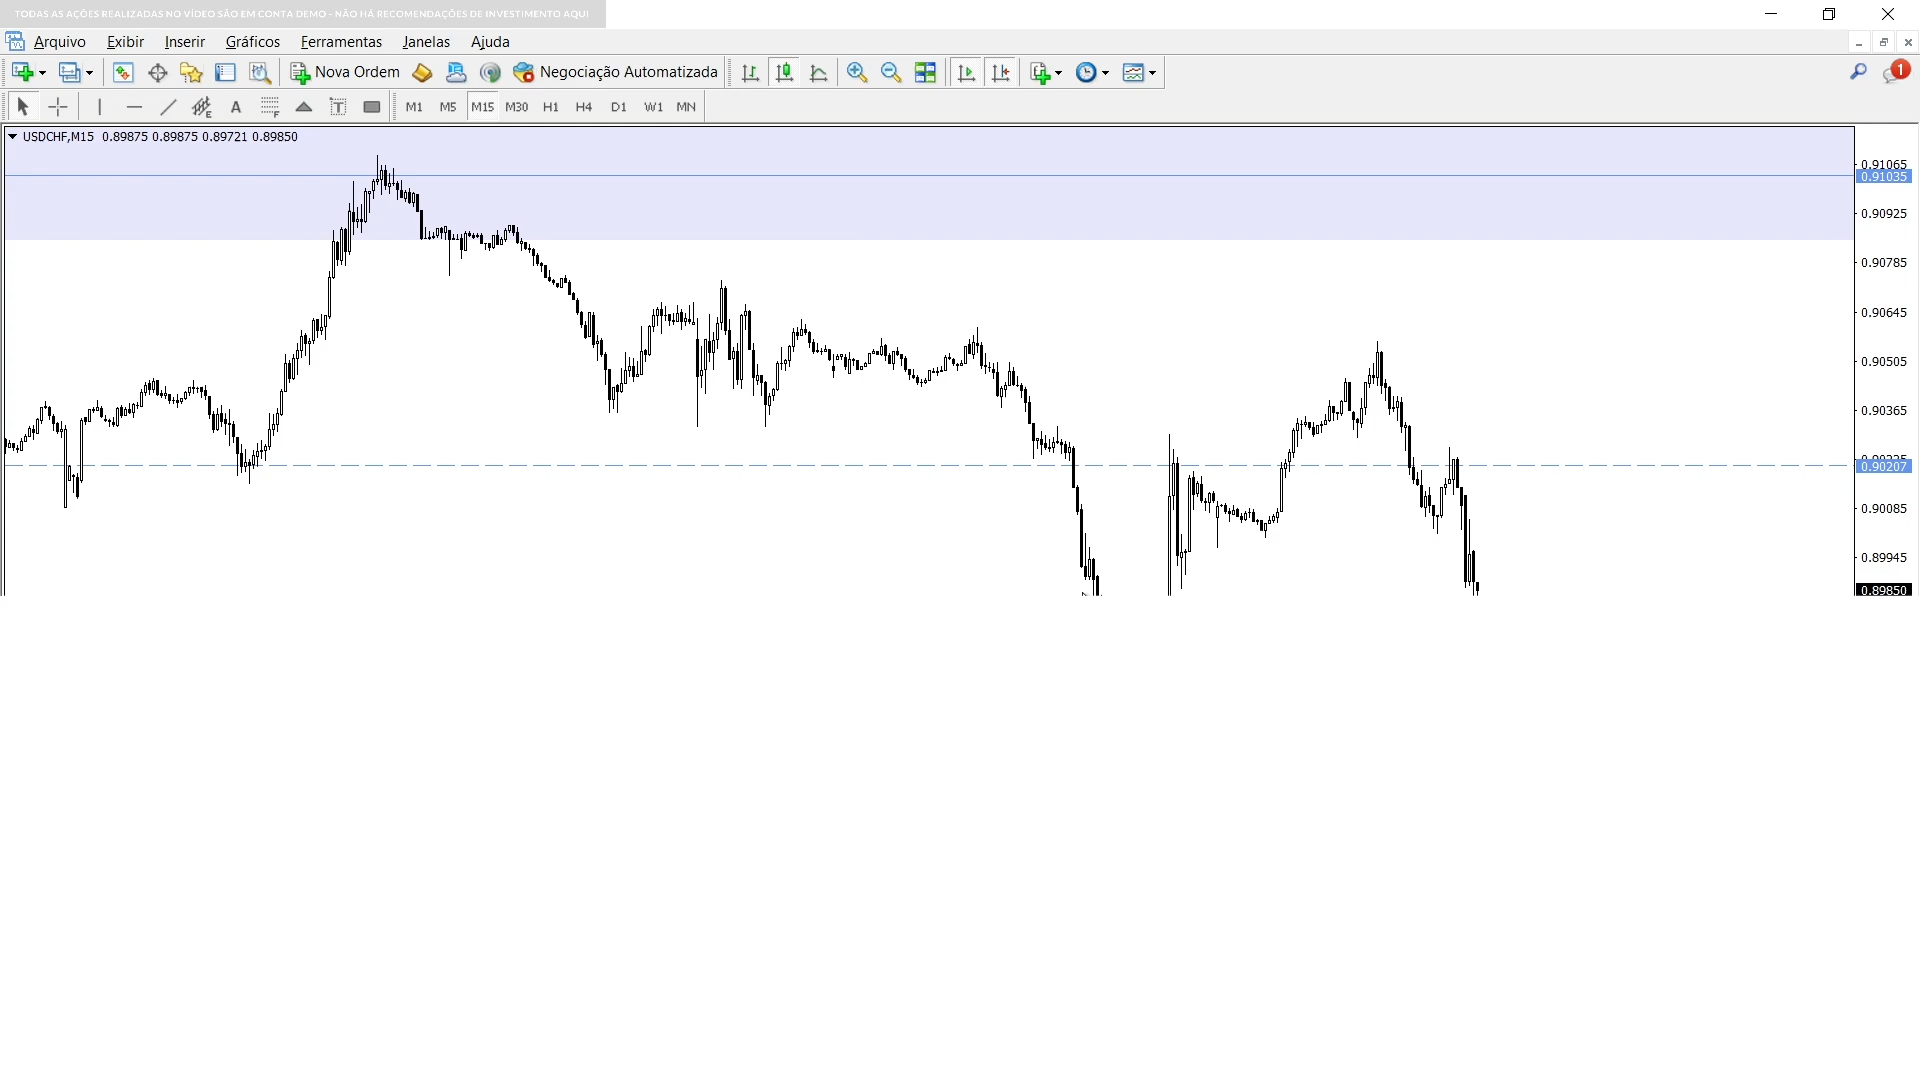 TODAS AS AÇÕES REALIZADAS NO VÍDEO SÃO EM CONTA DEMO - NÃO HÁ RECOMENDAÇÕES DE INVESTIMENTO AQUI
Arquivo Exibir Inserir Gráficos Ferramentas Janelas Ajuda
Nova Ordem Negociação Automatizada 1
A T M1 M5 M15 M30 H1 H4 D1 W1 MN
USDCHF,M15 0.89875 0.89875 0.89721 0.89850
0.91065
0.91035
0.90925
0.90785
0.90645
0.90505
0.90365
0.90207
0.90085
0.89945
0.89850